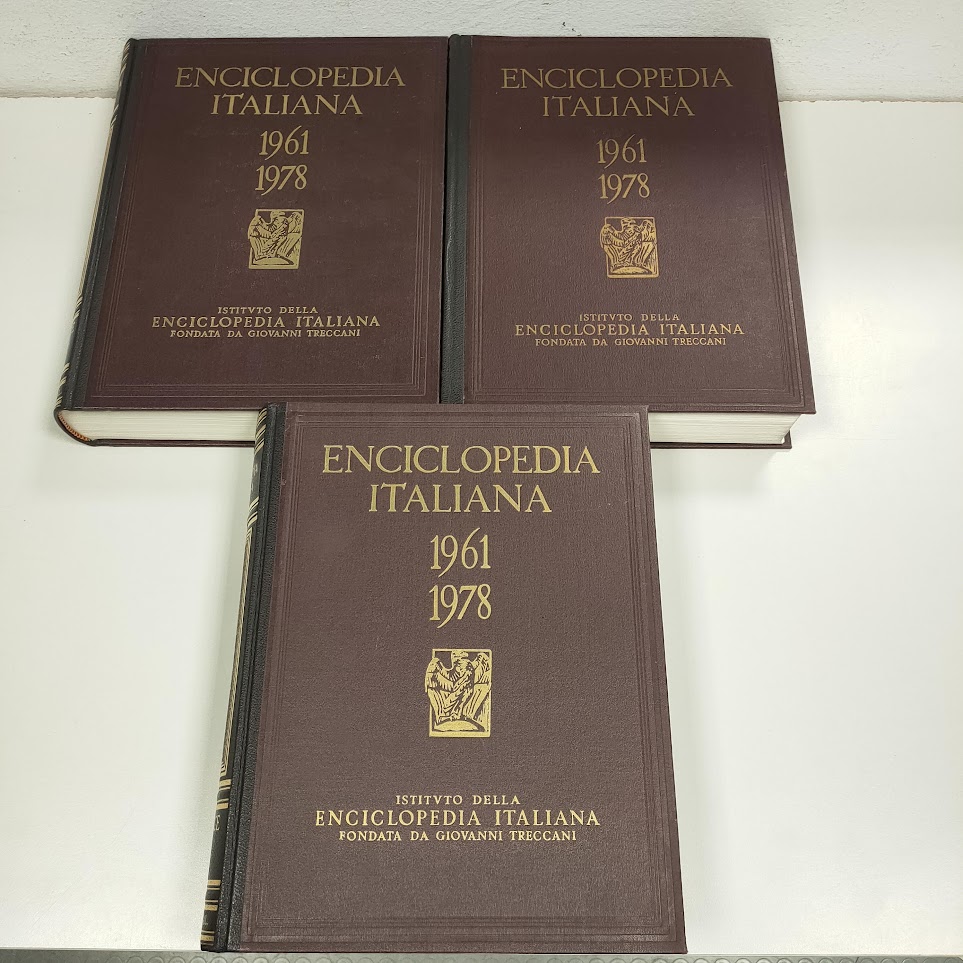 ENCICLOPEDIA
ITALIANA
1961
1978
ISTITVTO DELLA
ENCICLOPEDIA ITALIANA
FONDATA DA GIOVANNI TRECCANI
ENCICLOPEDIA
ITALIANA
1961
1978
ISTITVTO DELLA
ENCICLOPEDIA ITALIANA
FONDATA DA GIOVANNI TRECCANI
ENCICLOPEDIA
ITALIANA
1961
1978
ISTITVTO DELLA
ENCICLOPEDIA ITALIANA
FONDATA DA GIOVANNI TRECCANI